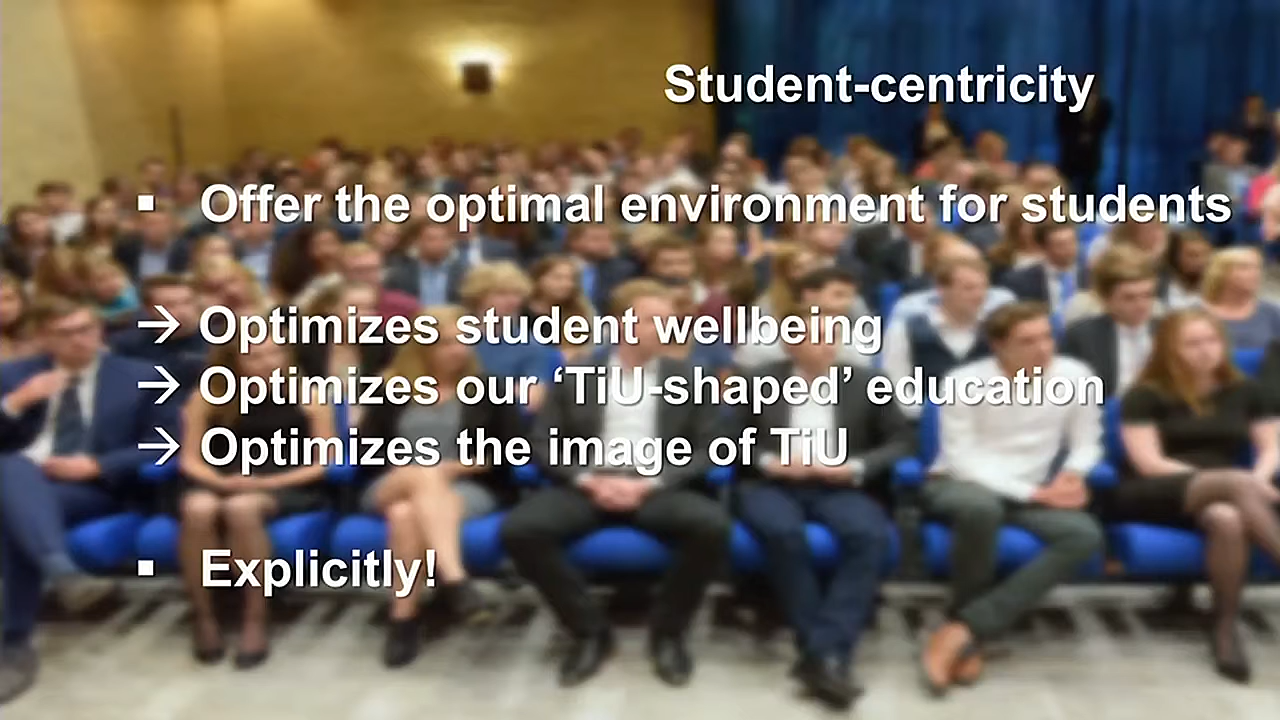 Student-centricity
▪ Offer the optimal environment for students
→ Optimizes student wellbeing
→ Optimizes our ‘TiU-shaped’ education
→ Optimizes the image of TiU
▪ Explicitly!